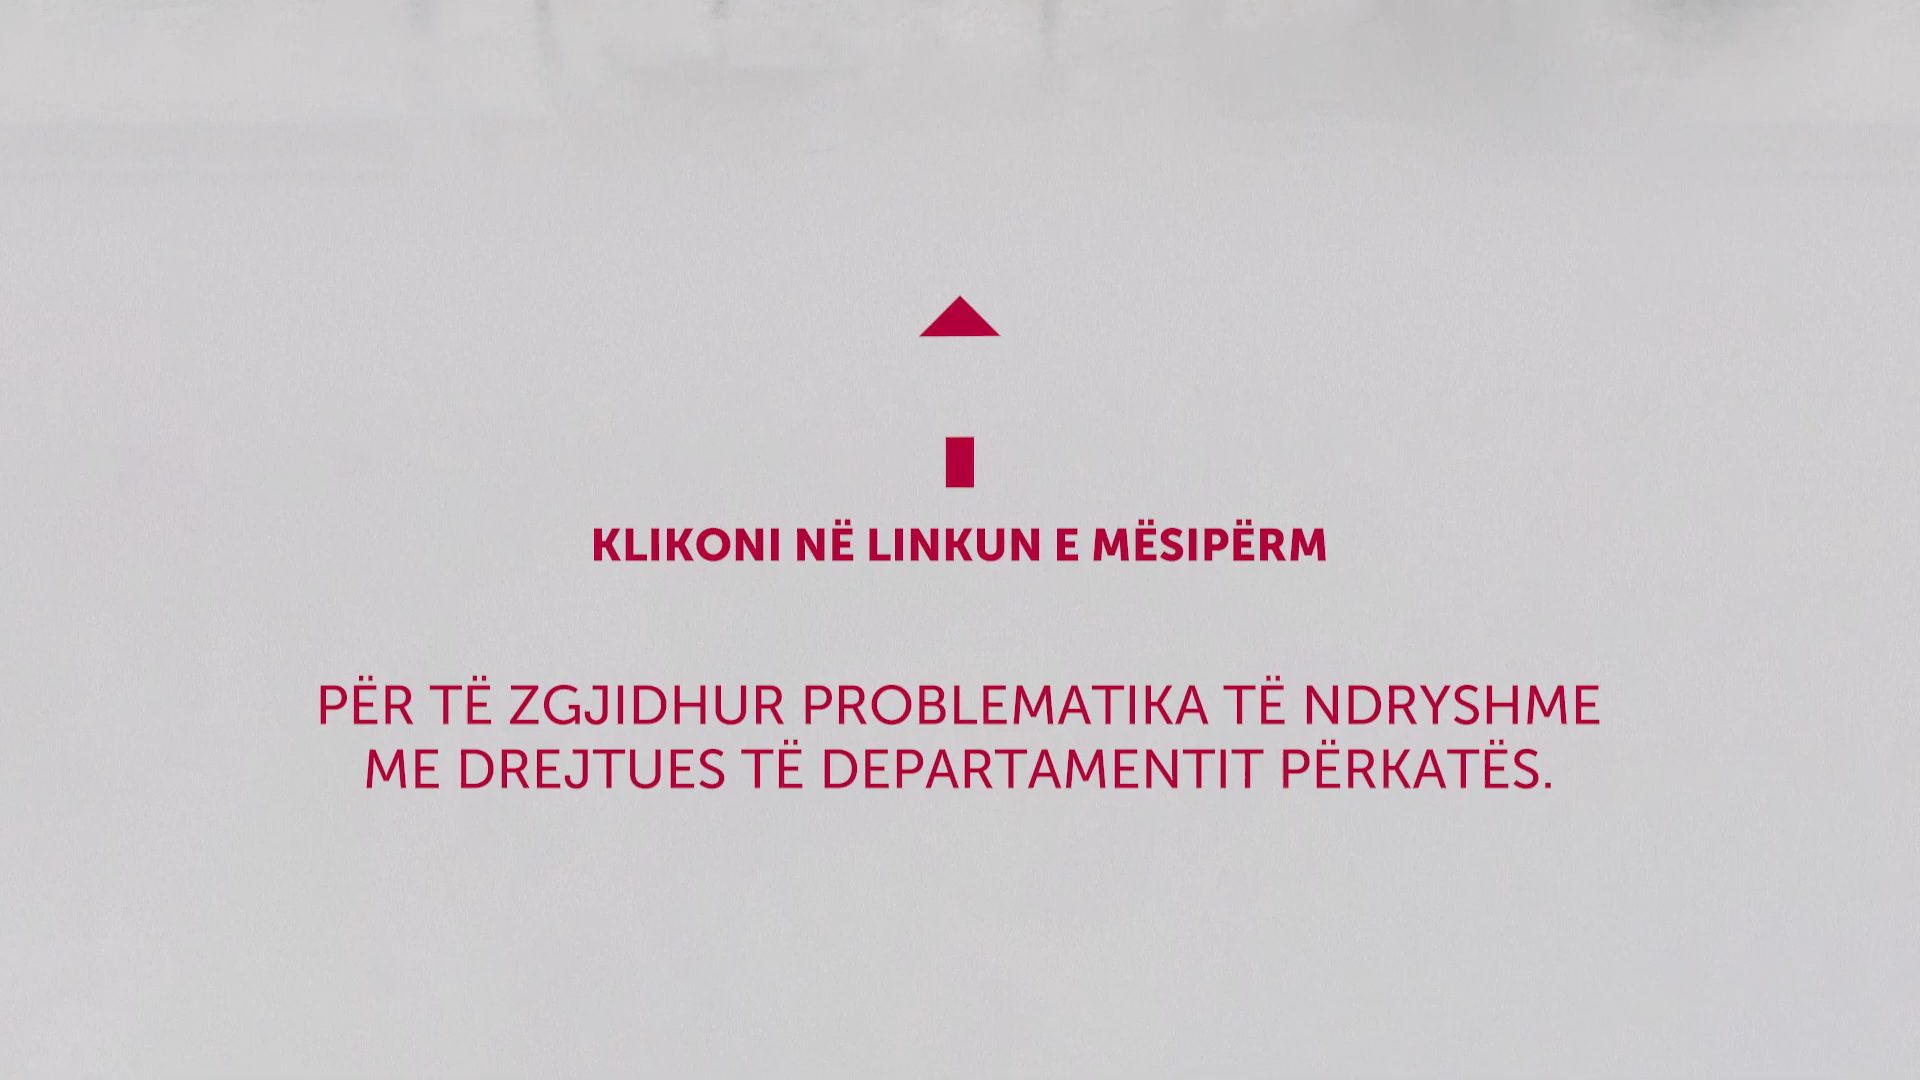 KLIKONI NË LINKUN E MËSIPËRM
PËR TË ZGJIDHUR PROBLEMATIKA TË NDRYSHME
ME DREJTUES TË DEPARTAMENTIT PËRKATËS.